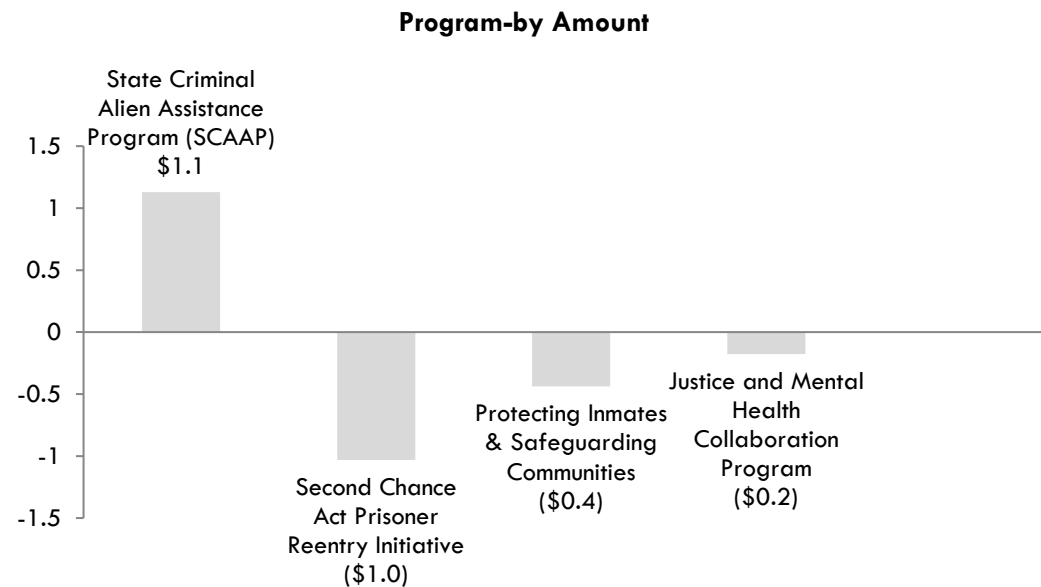 Program-by Amount
State Criminal
Alien Assistance
Program (SCAAP)
$1.1
1.5
1
0.5
0
-0.5
-1
-1.5
Second Chance
Act Prisoner
Reentry Initiative
($1.0)
Protecting Inmates
& Safeguarding
Communities
($0.4)
Justice and Mental
Health
Collaboration
Program
($0.2)